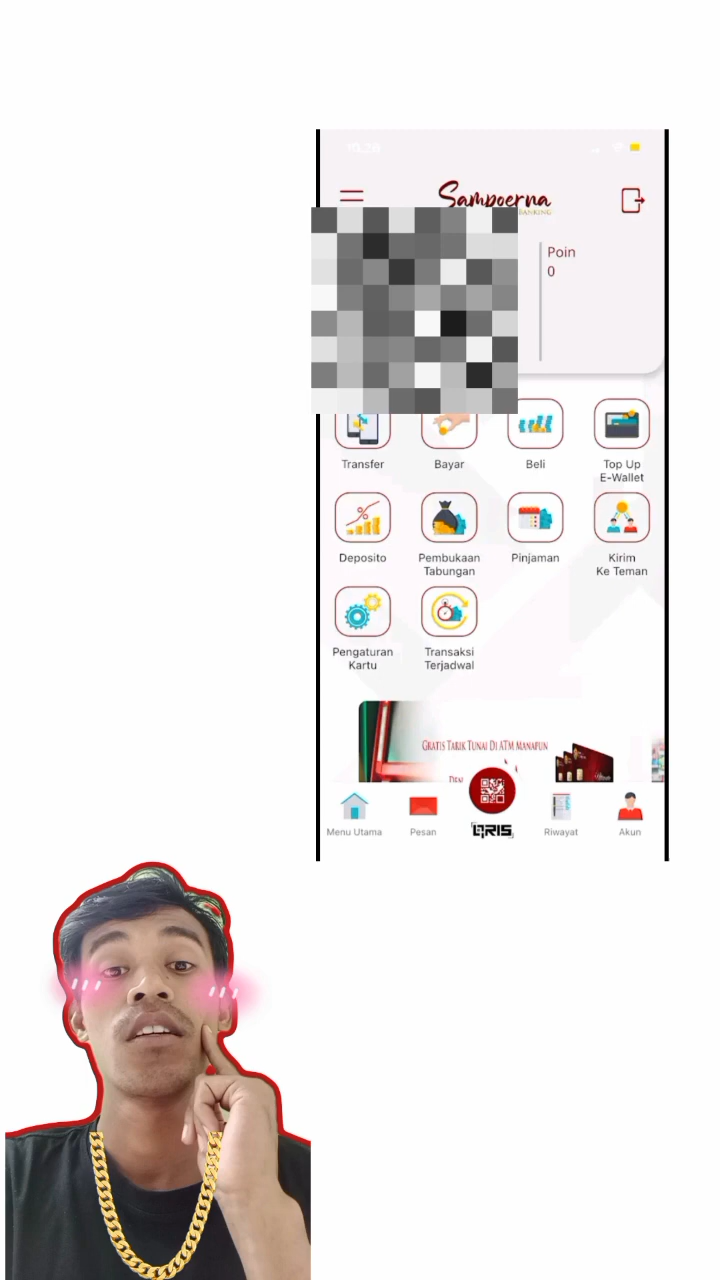 Sampoerna
BANKING
Poin
0
Transfer
Bayar
Beli
Top Up
E-Wallet
Deposito
Pembukaan
Tabungan
Pinjaman
Kirim
Ke Teman
Pengaturan
Kartu
Transaksi
Terjadwal
GRATIS TARIK TUNAI DI ATM MANAPUN
Menu Utama
Pesan
QRIS
Riwayat
Akun